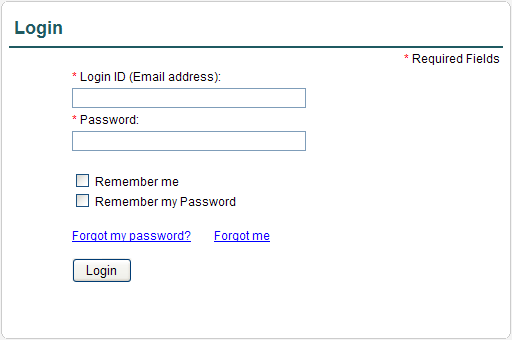 Login
* Required Fields
* Login ID (Email address):
* Password:
Remember me
Remember my Password
Forgot my password? Forgot me
Login